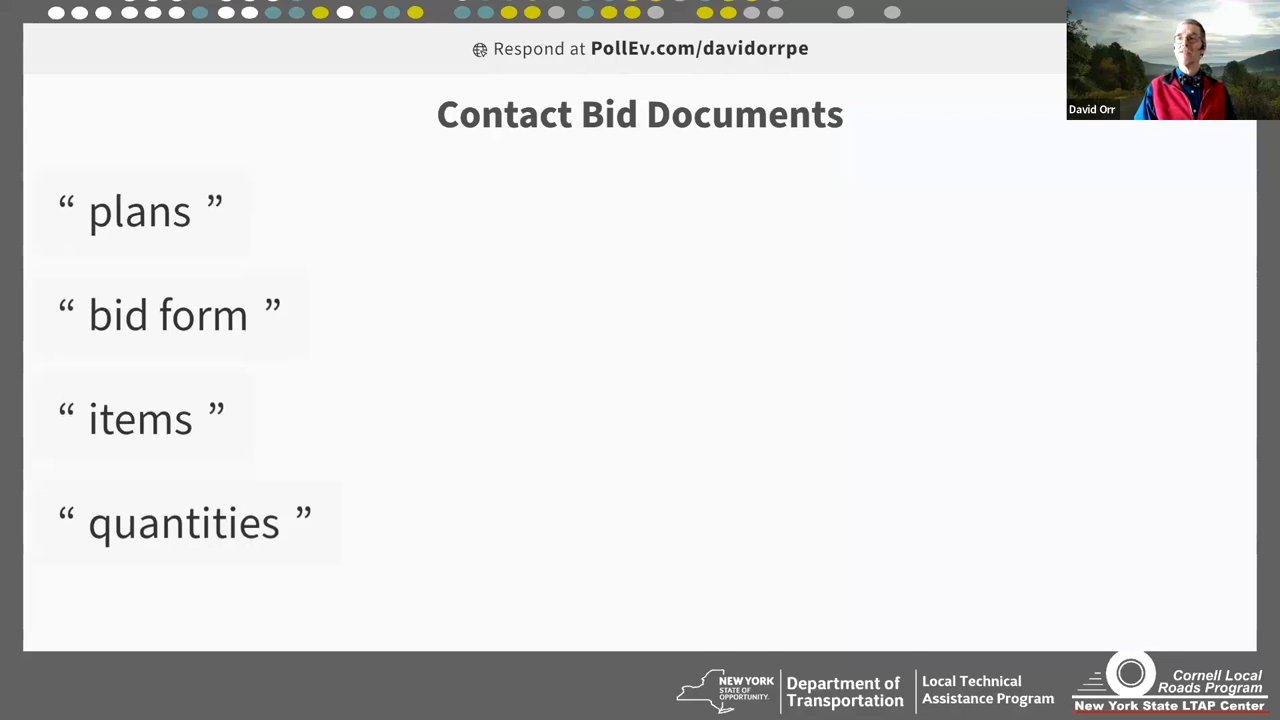 Respond at PollEv.com/davidorrpe
David Orr
Contact Bid Documents
“ plans ”
“ bid form ”
“ items ”
“ quantities ”
NEW YORK
STATE OF
OPPORTUNITY.
Department of
Transportation
Local Technical
Assistance Program
Cornell Local
Roads Program
New York State LTAP Center